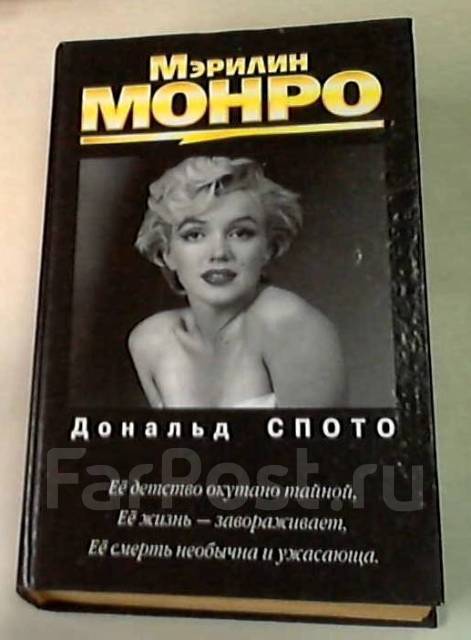 Мэрилин
МОНРО
Дональд СПОТО
FarPost.ru
Её детство окутано тайной,
Её жизнь — завораживает,
Её смерть необычна и ужасающа.